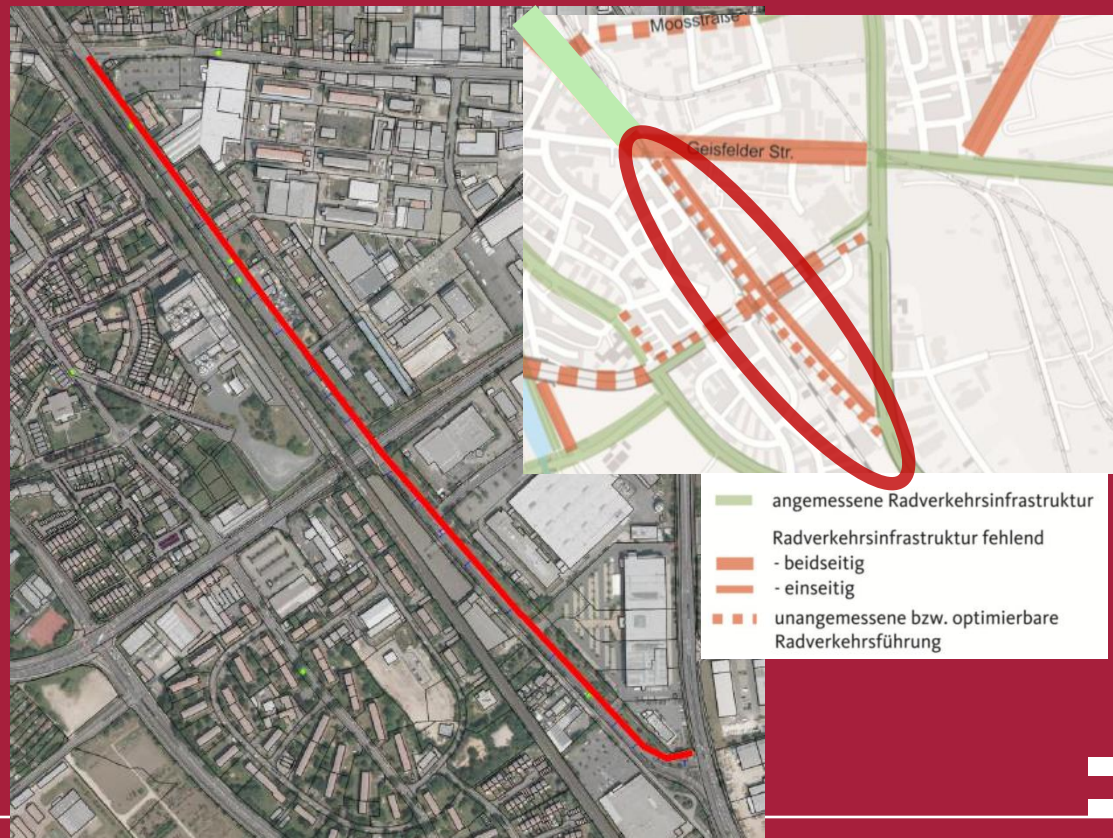 Moosstraße
Geisfelder Str.
angemessene Radverkehrsinfrastruktur
Radverkehrsinfrastruktur fehlend
- beidseitig
- einseitig
unangemessene bzw. optimierbare
Radverkehrsführung